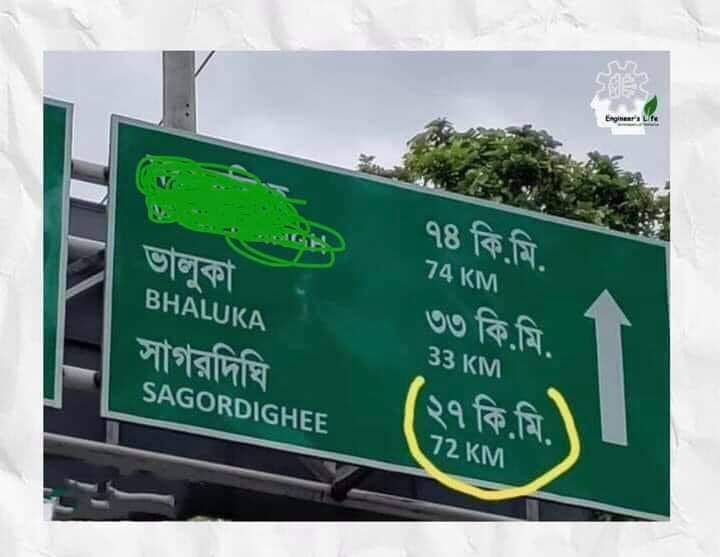 Engineer's Life
৭৪ কি.মি.
74 KM
ভালুকা
BHALUKA
৩৩ কি.মি.
33 KM
সাগরদিঘি
SAGORDIGHEE
২৭ কি.মি.
72 KM